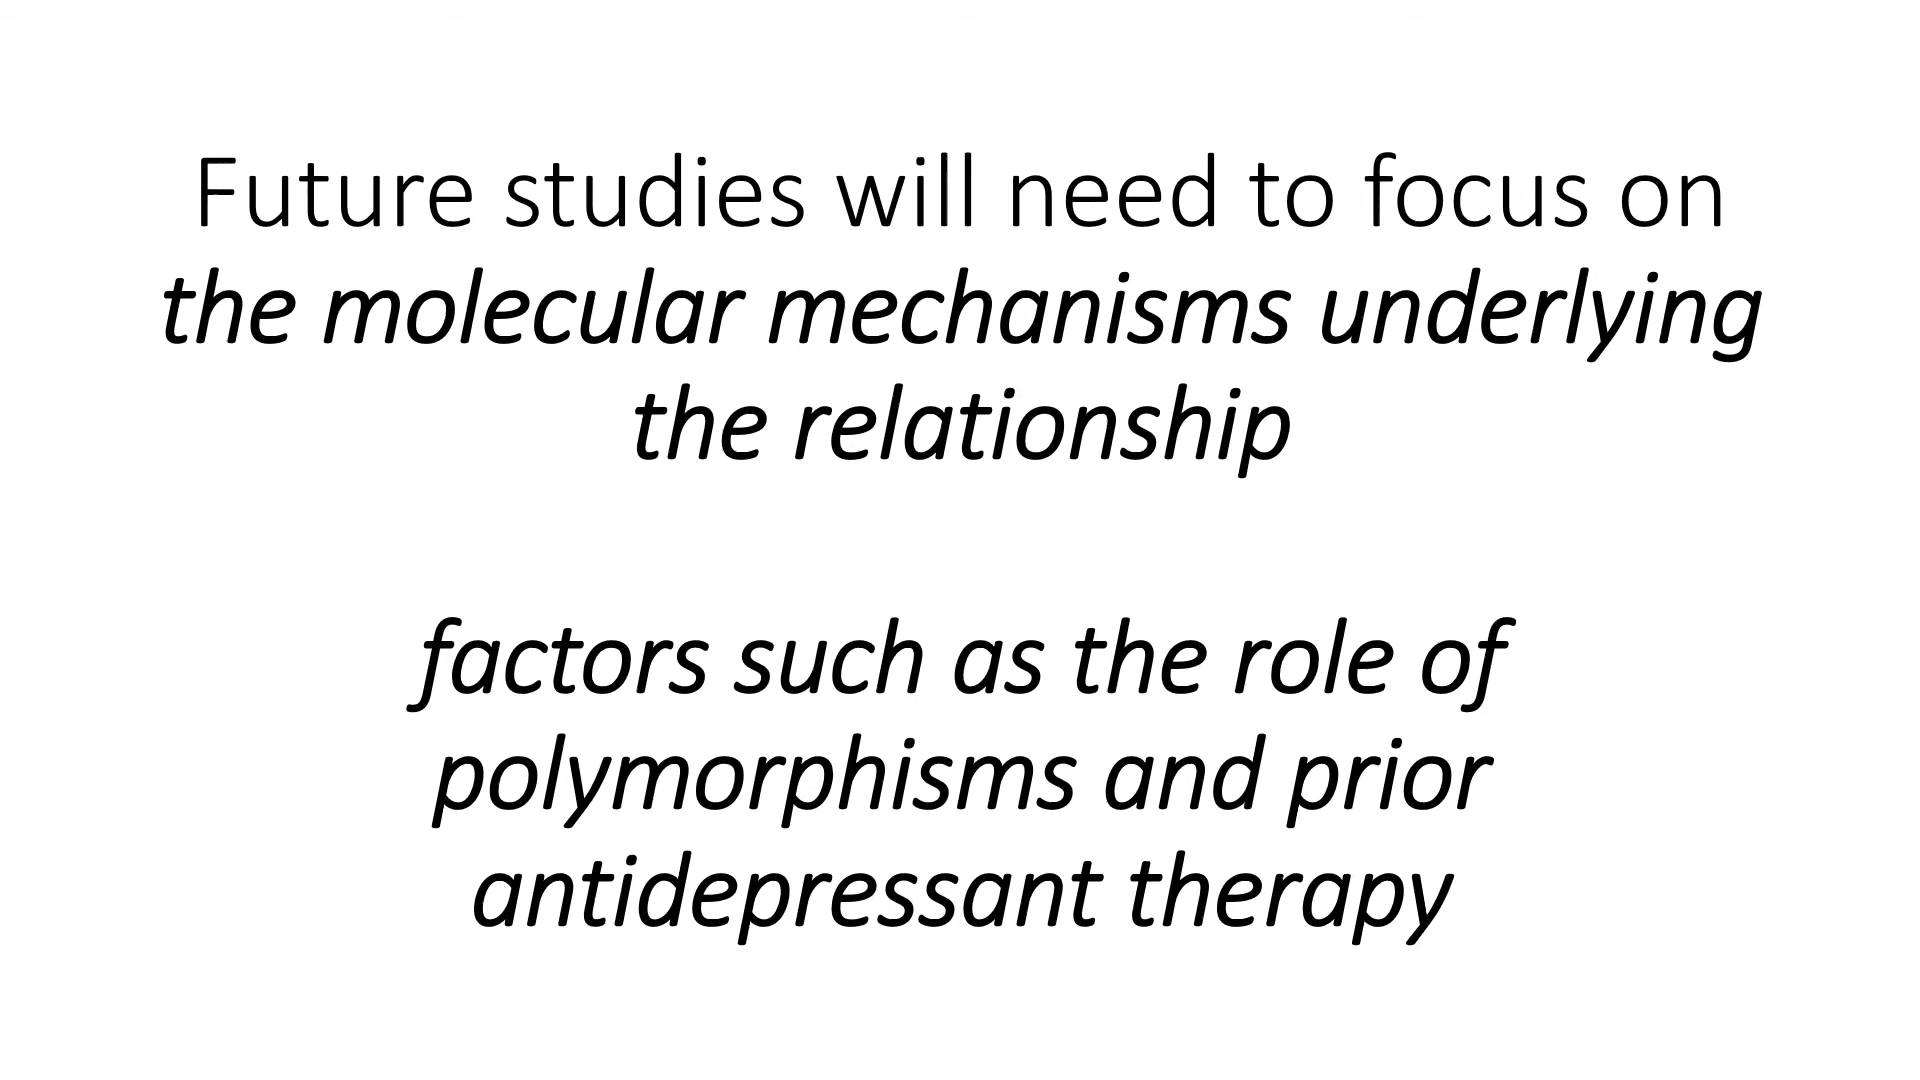 Future studies will need to focus on
the molecular mechanisms underlying
the relationship
factors such as the role of
polymorphisms and prior
antidepressant therapy